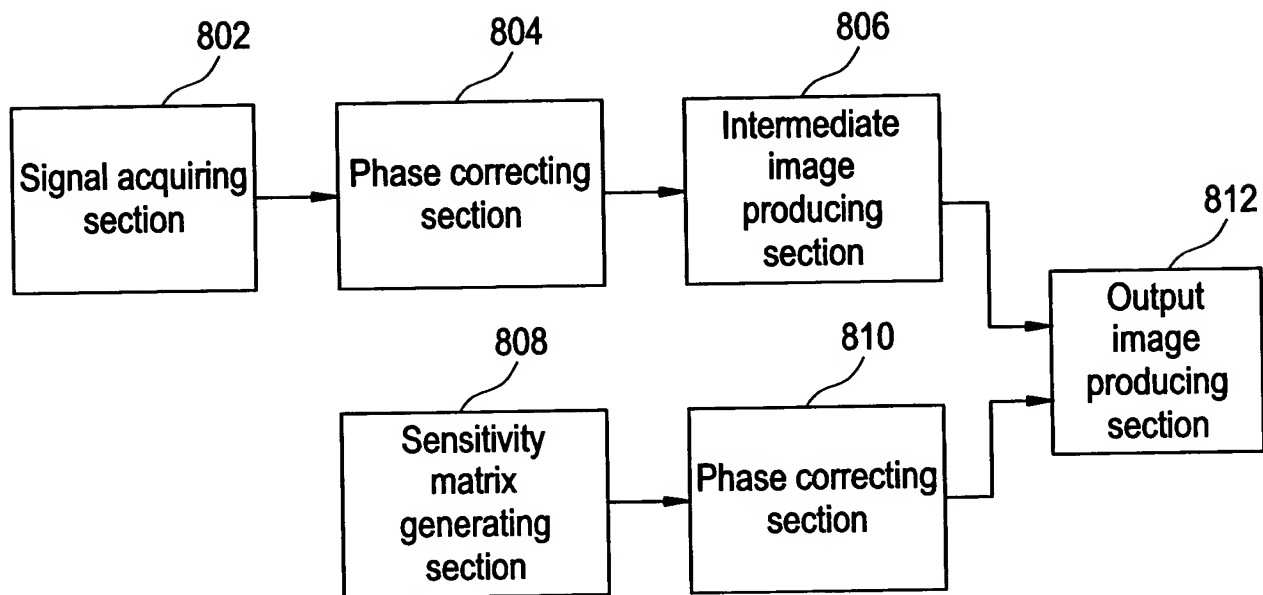 802
804
806
Signal acquiring
section
Phase correcting
section
Intermediate
image
producing
section
812
Output
image
producing
section
808
810
Sensitivity
matrix
generating
section
Phase correcting
section